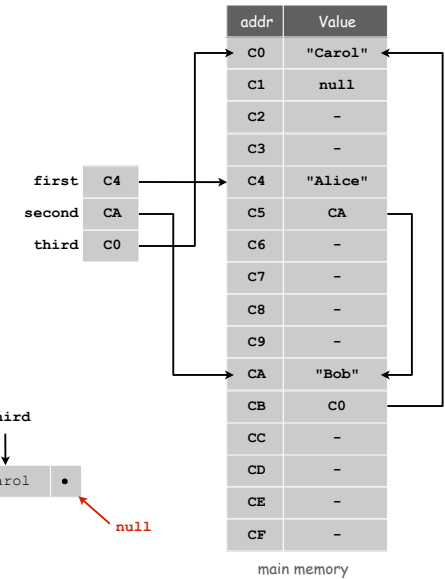 addr Value
C0 "Carol"
C1 null
C2 -
C3 -
first C4 C4 "Alice"
second CA C5 CA
third C0 C6 -
C7 -
C8 -
C9 -
CA "Bob"
CB C0
CC -
CD -
CE -
CF -
null
main memory